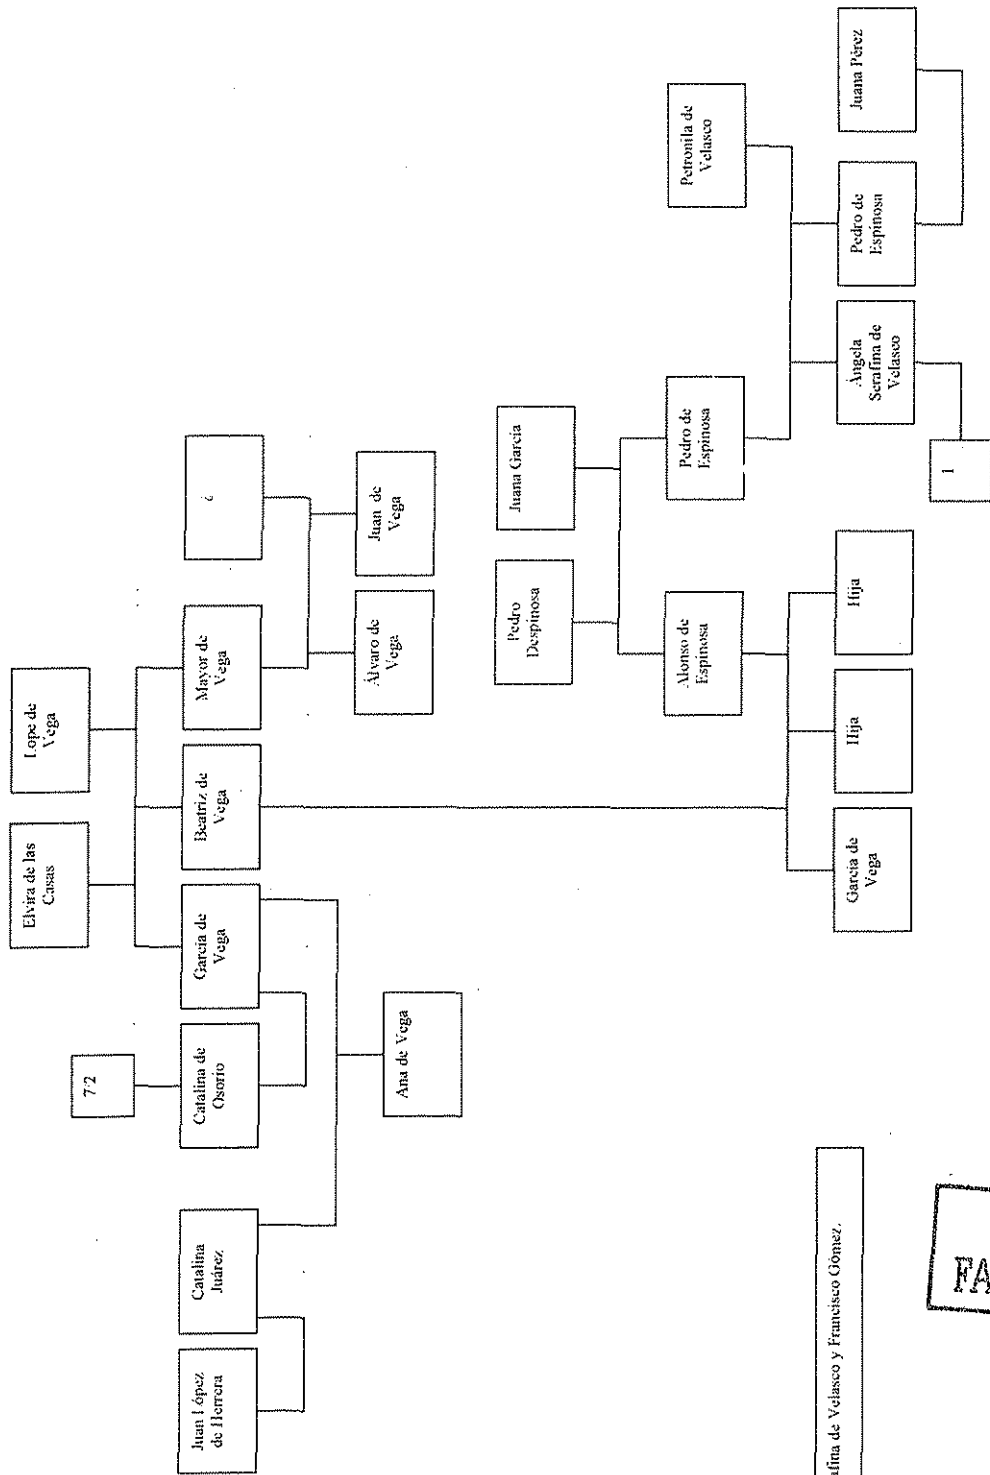 Elvira de las
Casas
Lope de
Vega
7/2
Juan López
de Herrera
Catalina
Juárez
Catalina de
Osorio
García de
Vega
Beatriz de
Vega
Mayor de
Vega
¿
Ana de Vega
Álvaro de
Vega
Juan de
Vega
Pedro
Despinosa
Juana García
Alonso de
Espinosa
Pedro de
Espinosa
Petronila de
Velasco
García de
Vega
Hija
Hija
Ángela
Serafina de
Velasco
Pedro de
Espinosa
Juana Pérez
1
afina de Velasco y Francisco Gómez.
FA